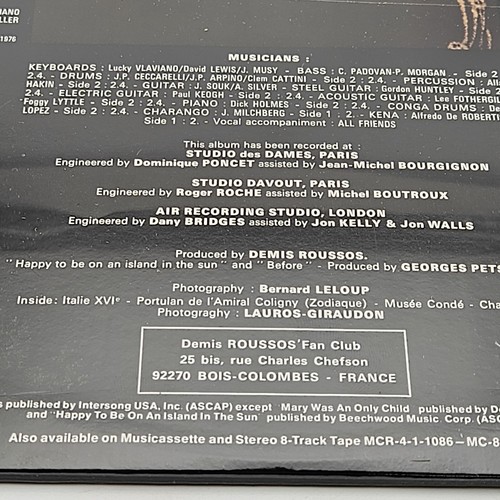 IANO
LLER
1976
MUSICIANS :
KEYBOARDS : Lucky VLAVIANO/David LEWIS/J. MUSY - BASS : C. PADOVAN-P. MORGAN - Side 2
2.4. - DRUMS : J.P. CECCARELLI/J.P. ARPINO/Clem CATTINI - Side 2 : 2.4. - PERCUSSION : Alla
HAKIN - Side 2 : 2.4. - GUITAR : J. SOUK/A. SILVER - STEEL GUITAR : Gordon HUNTLEY - Side 2
2.4. - ELECTRIC GUITAR : Paul KEOGH - Side 2 : 2.4. - ACOUSTIC GUITAR : Lee FOTHERGIL
"Foggy LYTTLE - Side 2 : 2.4. - PIANO : Dick HOLMES - Side 2 : 2.4. - CONGA DRUMS : De
LOPEZ - Side 2 : 2.4. - CHARANGO : J. MILCHBERG - Side 1 : 2. - KENA : Alfredo De ROBERTI
Side 1 : 2. - Vocal accompaniment : ALL FRIENDS
This album has been recorded at :
STUDIO des DAMES, PARIS
Engineered by Dominique PONCET assisted by Jean-Michel BOURGIGNON
STUDIO DAVOUT, PARIS
Engineered by Roger ROCHE assisted by Michel BOUTROUX
AIR RECORDING STUDIO, LONDON
Engineered by Dany BRIDGES assisted by Jon KELLY & Jon WALLS
Produced by DEMIS ROUSSOS.
"Happy to be on an island in the sun" and "Before" - Produced by GEORGES PETS
Photography : Bernard LELOUP
Inside: Italie XVIe - Portulan de l'Amiral Coligny (Zodiaque) - Musée Condé - Cha
Photograghy : LAUROS-GIRAUDON
Demis ROUSSOS' Fan Club
25 bis, rue Charles Chefson
92270 BOIS-COLOMBES - FRANCE
s published by Intersong USA, Inc. (ASCAP) except "Mary Was An Only Child" published by De
and "Happy To Be On An Island In The Sun" published by Beechwood Music Corp. (ASC
Also available on Musicassette and Stereo 8-Track Tape MCR-4-1-1086 - MC-8